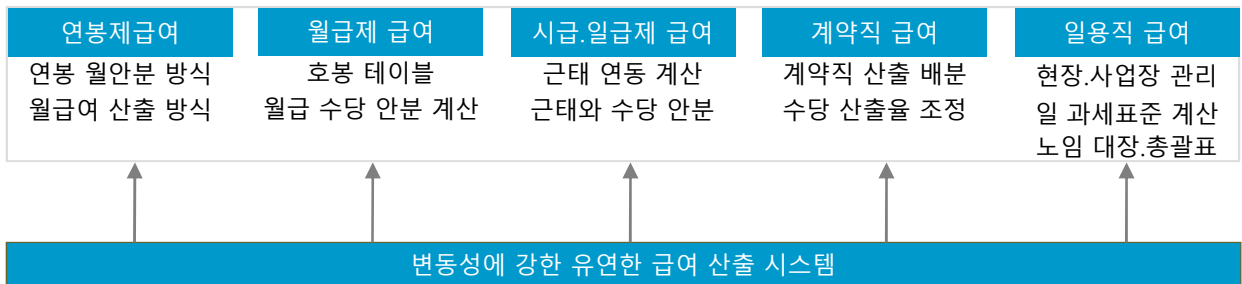 연봉제급여
연봉 월안분 방식
월급여 산출 방식
월급제 급여
호봉 테이블
월급 수당 안분 계산
시급.일급제 급여
근태 연동 계산
근태와 수당 안분
계약직 급여
계약직 산출 배분
수당 산출율 조정
일용직 급여
현장.사업장 관리
일 과세표준 계산
노임 대장.총괄표
변동성에 강한 유연한 급여 산출 시스템